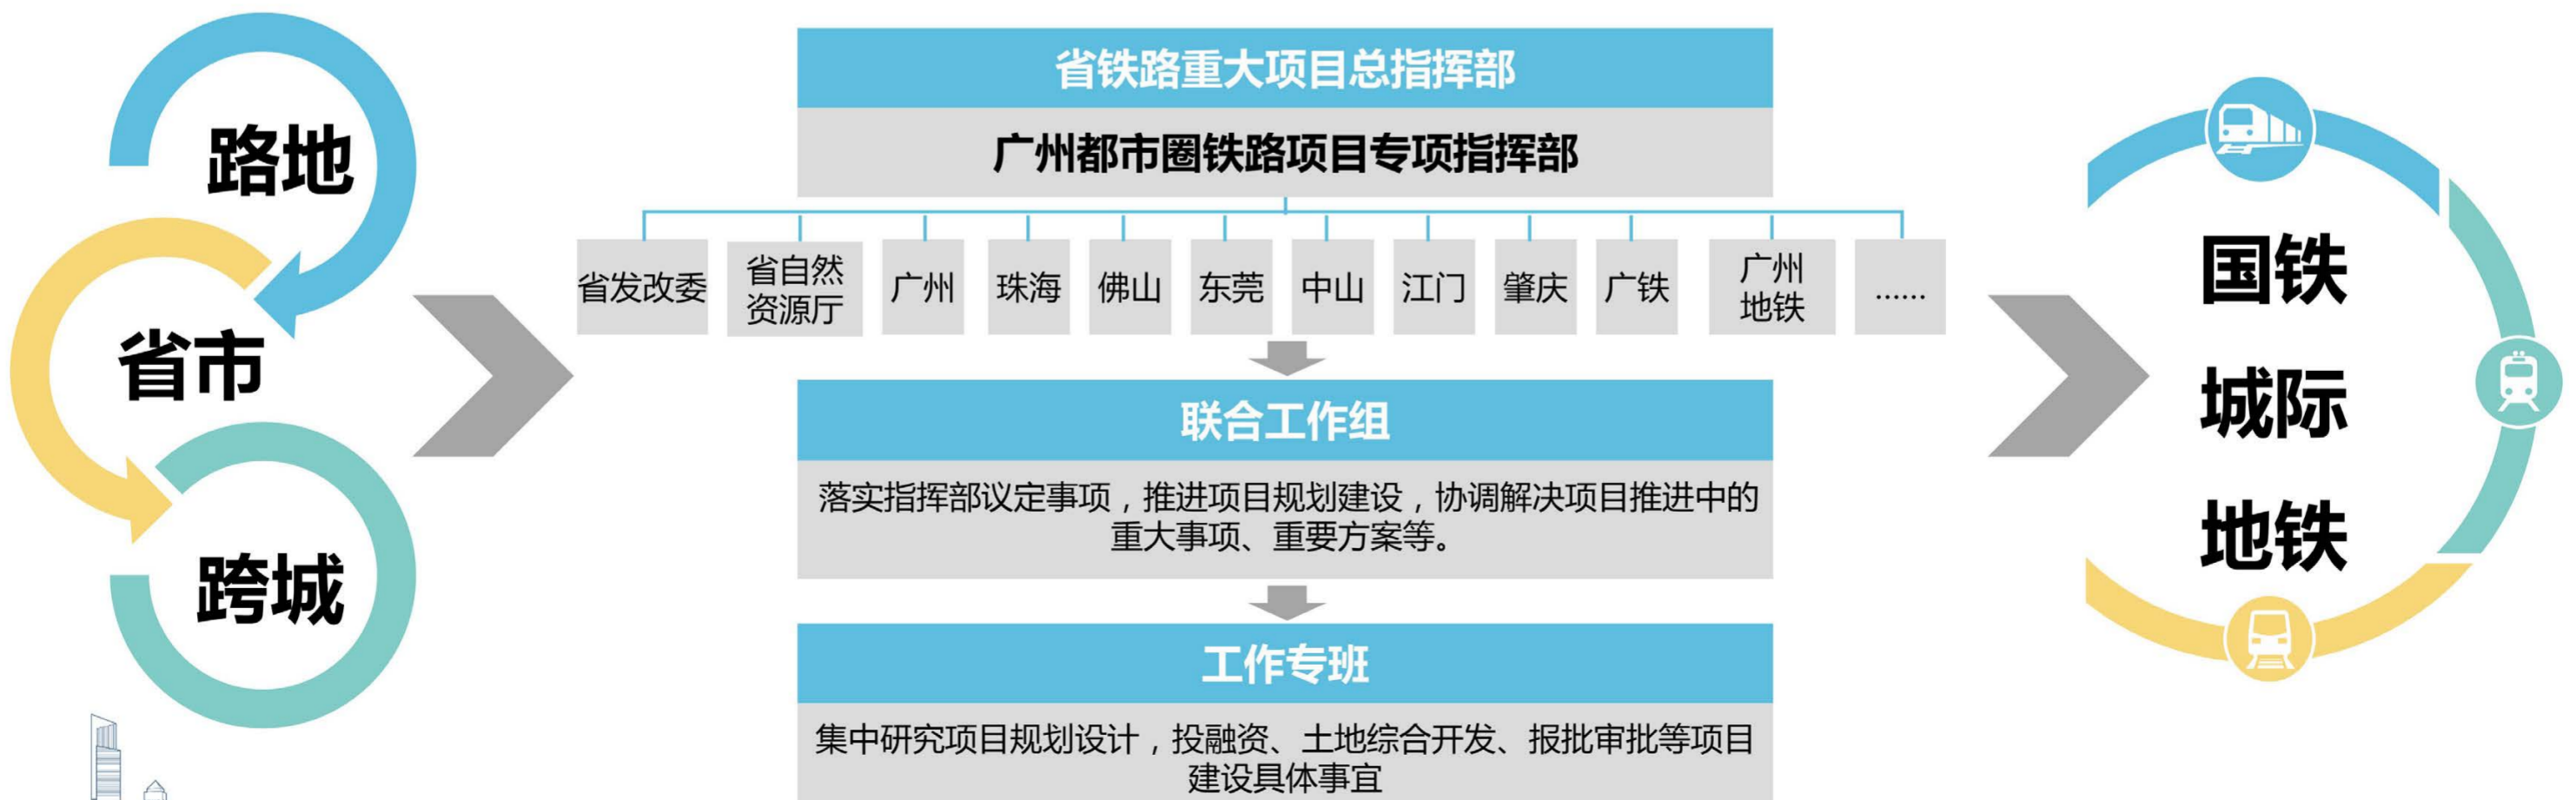 路地
省市
跨城
省铁路重大项目总指挥部
广州都市圈铁路项目专项指挥部
省发改委
省自然
资源厅
广州
珠海
佛山
东莞
中山
江门
肇庆
广铁
广州
地铁
......
联合工作组
落实指挥部议定事项，推进项目规划建设，协调解决项目推进中的
重大事项、重要方案等。
工作专班
集中研究项目规划设计，投融资、土地综合开发、报批审批等项目
建设具体事宜
国铁
城际
地铁